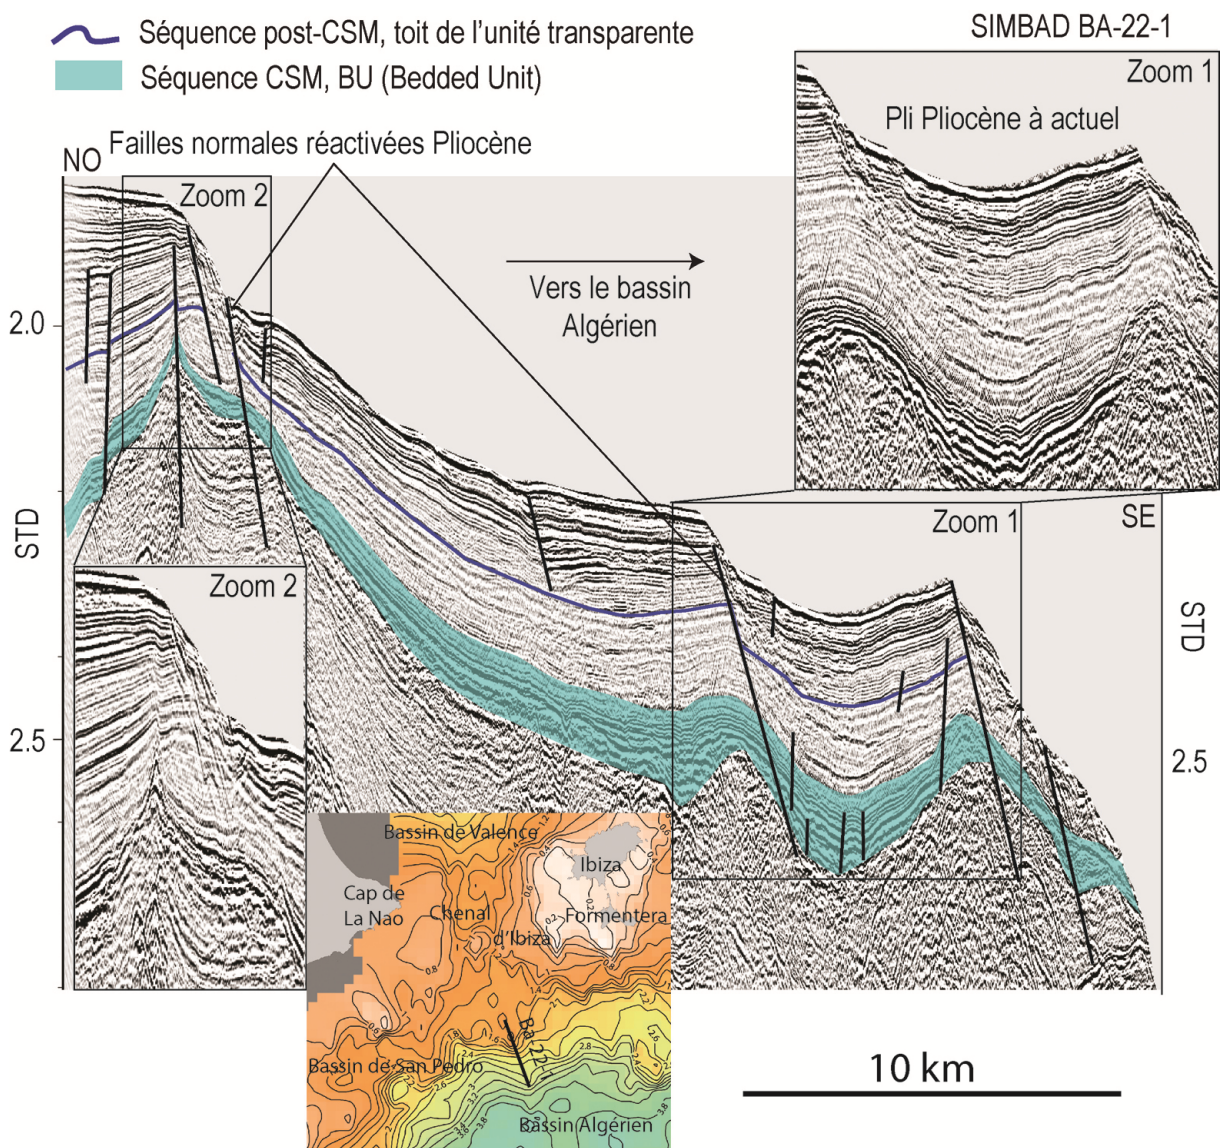 Séquence post-CSM, toit de l'unité transparente
Séquence CSM, BU (Bedded Unit)
SIMBAD BA-22-1
Zoom 1
Pli Pliocène à actuel
Failles normales réactivées Pliocène
NO
Zoom 2
Vers le bassin
Algérien
2.0
STD
2.5
Zoom 1
SE
STD
2.5
Zoom 2
Bassin de Valence
Ibiza
Cap de
La Nao
Chenal
d'Ibiza
Formentera
Ba-22-1
Bassin de San Pedro
Bassin Algérien
10 km